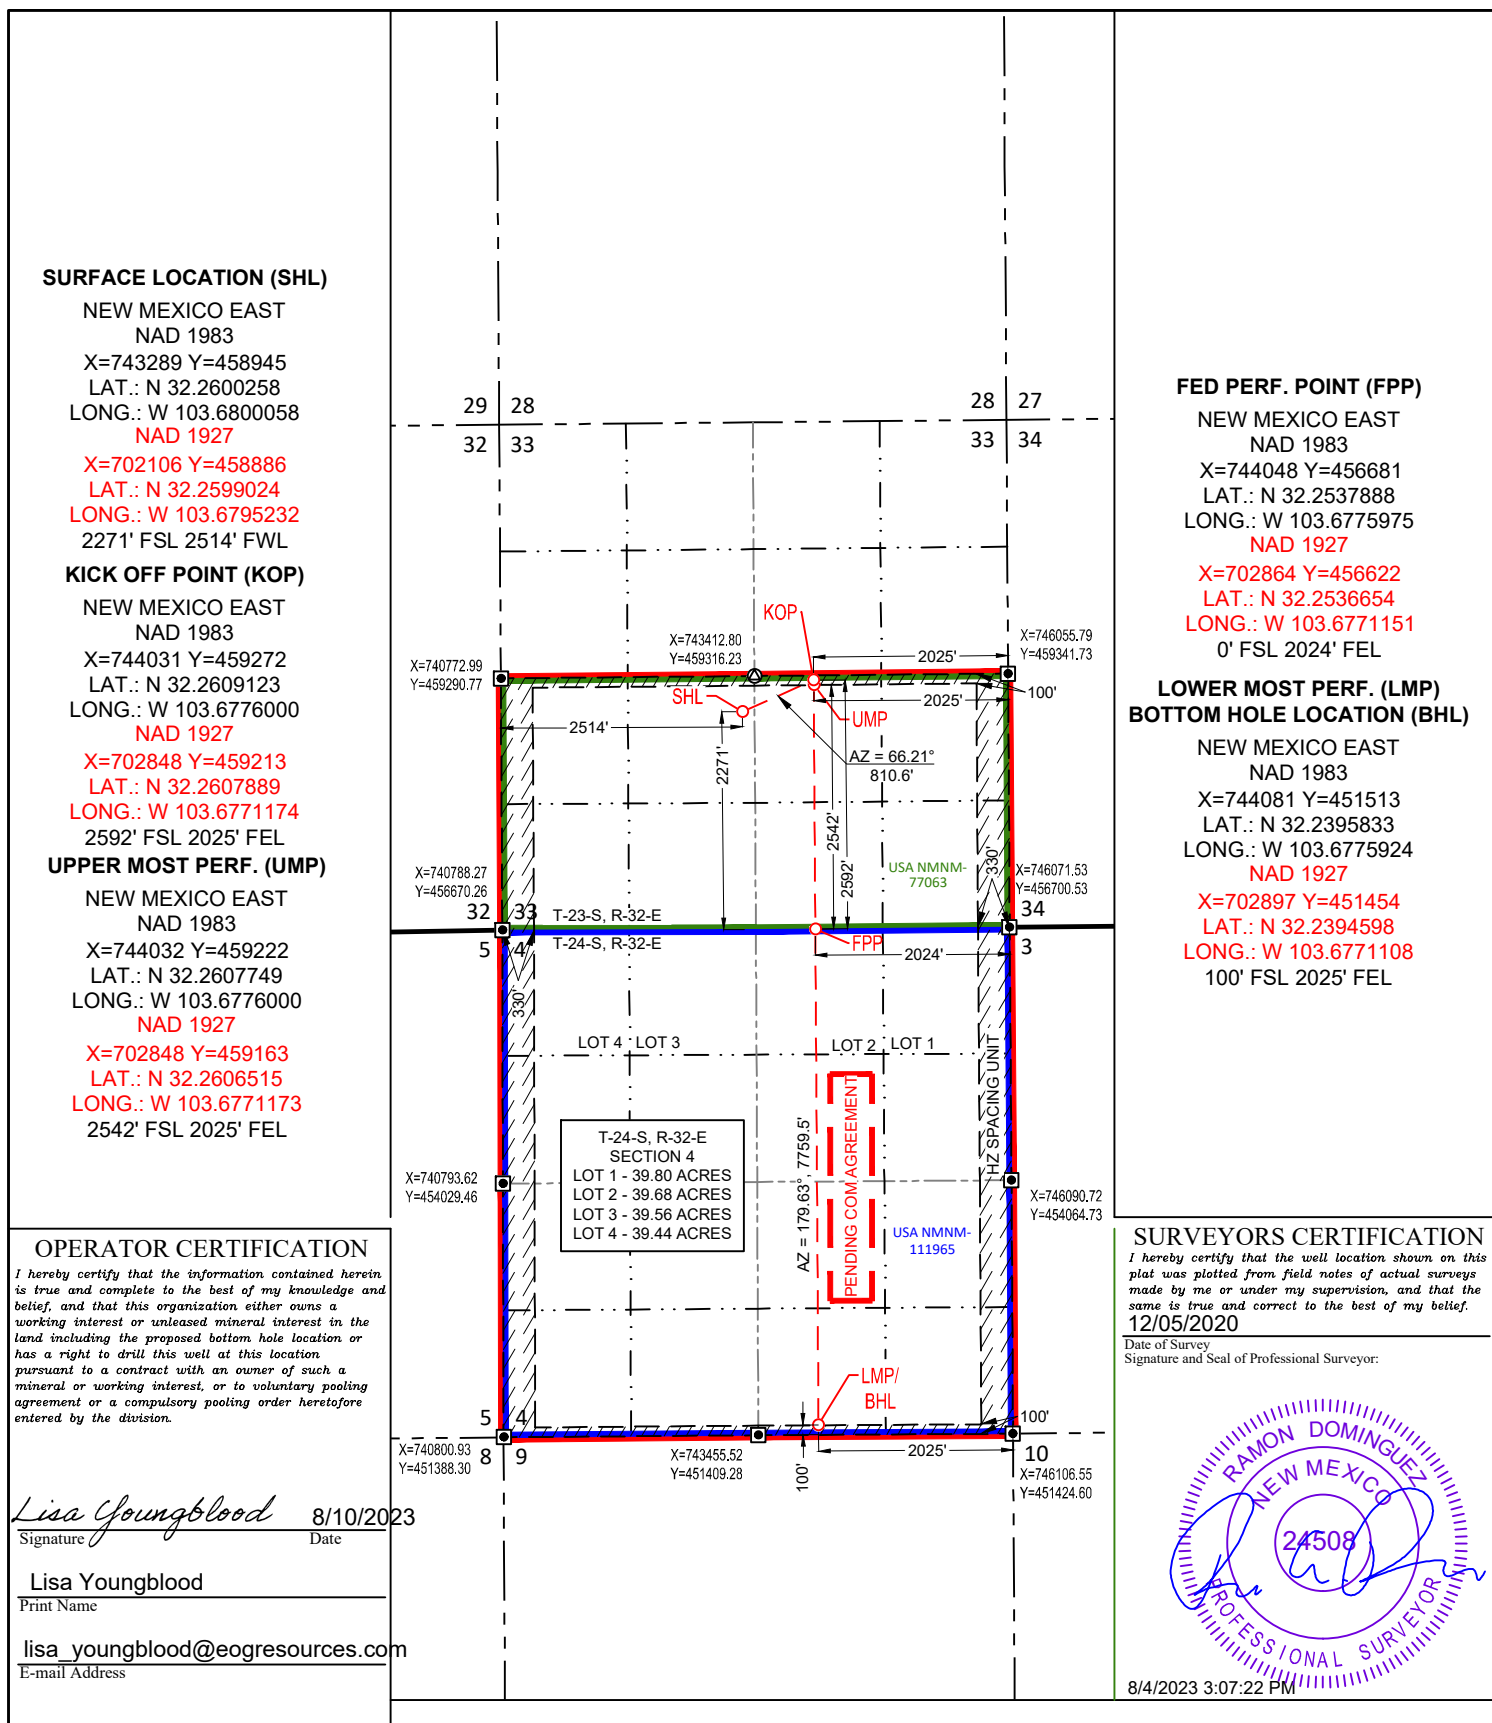 SURFACE LOCATION (SHL)
NEW MEXICO EAST
NAD 1983
X=743289 Y=458945
LAT.: N 32.2600258
LONG.: W 103.6800058
NAD 1927
X=702106 Y=458886
LAT.: N 32.2599024
LONG.: W 103.6795232
2271' FSL 2514' FWL
KICK OFF POINT (KOP)
NEW MEXICO EAST
NAD 1983
X=744031 Y=459272
LAT.: N 32.2609123
LONG.: W 103.6776000
NAD 1927
X=702848 Y=459213
LAT.: N 32.2607889
LONG.: W 103.6771174
2592' FSL 2025' FEL
UPPER MOST PERF. (UMP)
NEW MEXICO EAST
NAD 1983
X=744032 Y=459222
LAT.: N 32.2607749
LONG.: W 103.6776000
NAD 1927
X=702848 Y=459163
LAT.: N 32.2606515
LONG.: W 103.6771173
2542' FSL 2025' FEL
OPERATOR CERTIFICATION
I hereby certify that the information contained herein
is true and complete to the best of my knowledge and
belief, and that this organization either owns a
working interest or unleased mineral interest in the
land including the proposed bottom hole location or
has a right to drill this well at this location
pursuant to a contract with an owner of such a
mineral or working interest, or to voluntary pooling
agreement or a compulsory pooling order heretofore
entered by the division.
Lisa Youngblood 8/10/2023
Signature Date
Lisa Youngblood
Print Name
lisa_youngblood@eogresources.com
E-mail Address
29 28
32 33
28 27
33 34
KOP
X=743412.80
Y=459316.23
X=746055.79
Y=459341.73
X=740772.99
Y=459290.77
2025'
100'
SHL
2025'
UMP
2514'
2271'
AZ = 66.21°
810.6'
2542'
2592'
USA NMNM-
77063
330'
X=740788.27
Y=456670.26
X=746071.53
Y=456700.53
32 33
34
T-23-S, R-32-E
T-24-S, R-32-E
5 4
3
FPP
2024'
330'
LOT 4
LOT 3
LOT 2
LOT 1
HZ SPACING UNIT
PENDING COM AGREEMENT
AZ = 179.63°, 7759.5'
T-24-S, R-32-E
SECTION 4
LOT 1 - 39.80 ACRES
LOT 2 - 39.68 ACRES
LOT 3 - 39.56 ACRES
LOT 4 - 39.44 ACRES
X=740793.62
Y=454029.46
X=746090.72
Y=454064.73
USA NMNM-
111965
LMP/
BHL
5 4
8 9
100'
2025'
10
100'
X=740800.93
Y=451388.30
X=743455.52
Y=451409.28
X=746106.55
Y=451424.60
FED PERF. POINT (FPP)
NEW MEXICO EAST
NAD 1983
X=744048 Y=456681
LAT.: N 32.2537888
LONG.: W 103.6775975
NAD 1927
X=702864 Y=456622
LAT.: N 32.2536654
LONG.: W 103.6771151
0' FSL 2024' FEL
LOWER MOST PERF. (LMP)
BOTTOM HOLE LOCATION (BHL)
NEW MEXICO EAST
NAD 1983
X=744081 Y=451513
LAT.: N 32.2395833
LONG.: W 103.6775924
NAD 1927
X=702897 Y=451454
LAT.: N 32.2394598
LONG.: W 103.6771108
100' FSL 2025' FEL
SURVEYORS CERTIFICATION
I hereby certify that the well location shown on this
plat was plotted from field notes of actual surveys
made by me or under my supervision, and that the
same is true and correct to the best of my belief.
12/05/2020
Date of Survey
Signature and Seal of Professional Surveyor:
RAMON DOMINGUEZ
NEW MEXICO
24508
PROFESSIONAL SURVEYOR
8/4/2023 3:07:22 PM